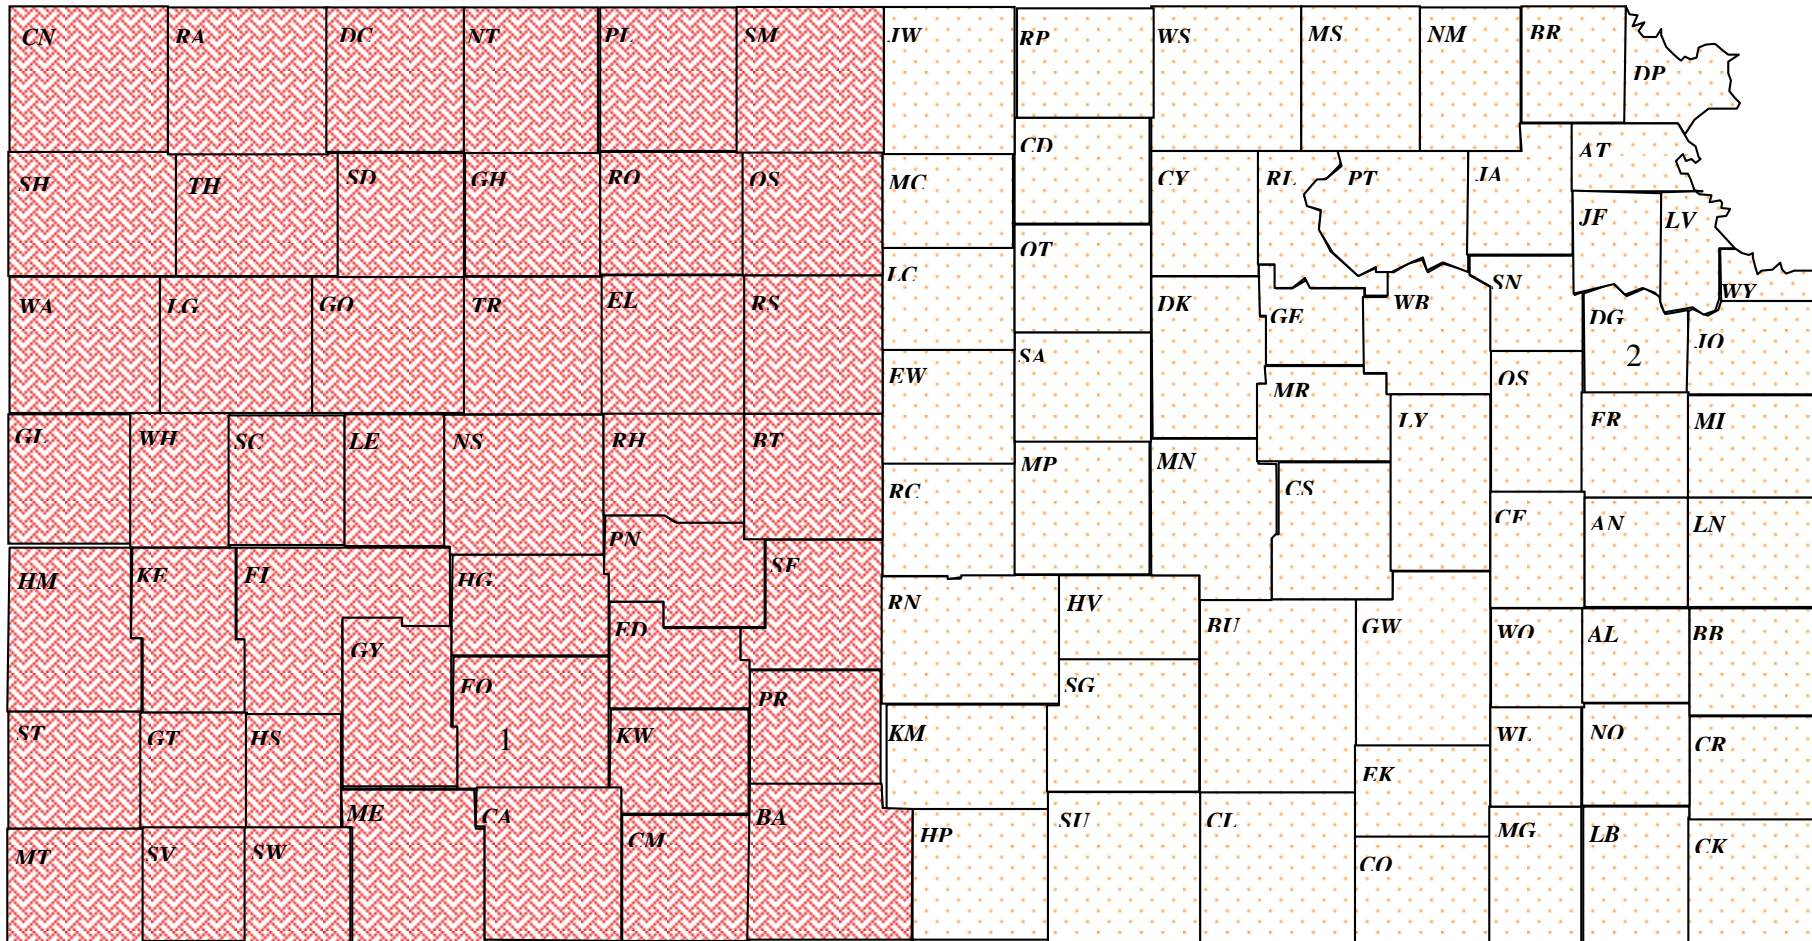 CN RA DC NT PL SM JW RP WS MS NM BR DP
CD
SH TH SD GH RO OS MC CY RL PT JA AT
JF LV
OT
WA LG GO TR EL RS LC DK GE WB SN WY
DG JO
SA 2
EW MR OS
GL WH SC LE NS RH BT LY FR MI
MP MN
RC CS CF AN LN
PN
HM KE FI HG SF
RN HV
GY FD BU GW WO AL BB
FO PR SG
ST GT HS 1 KW KM WL NO CR
EK
ME CA BA SU CL
MT SV SW CM HP MG LB CK
CO